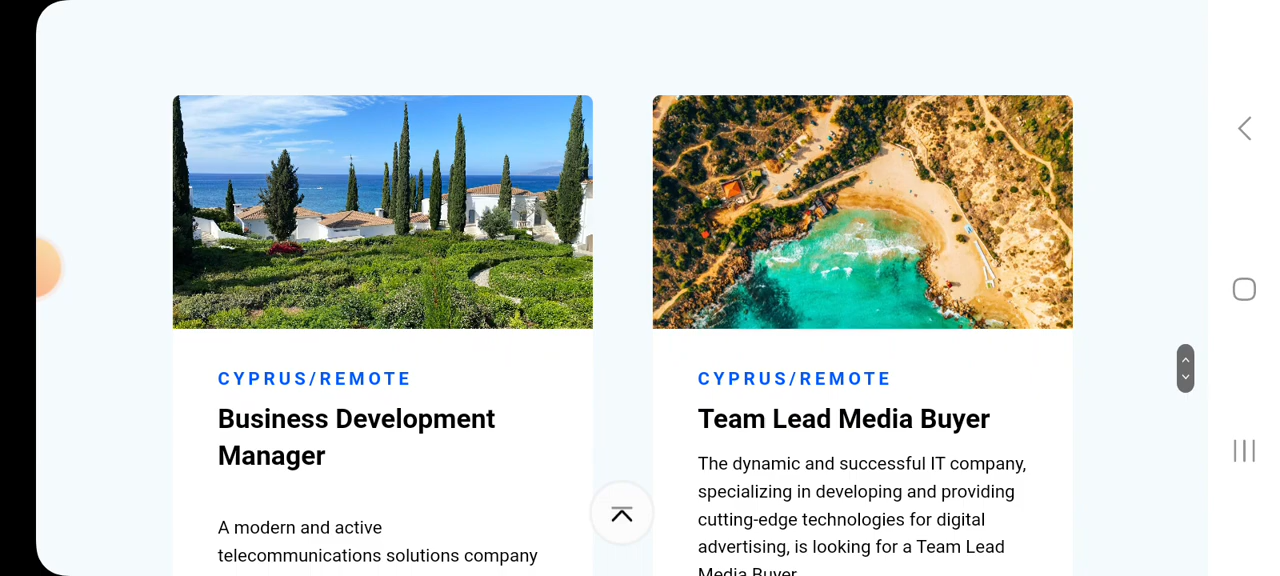 CYPRUS/REMOTE
Business Development
Manager
A modern and active
telecommunications solutions company
CYPRUS/REMOTE
Team Lead Media Buyer
The dynamic and successful IT company,
specializing in developing and providing
cutting-edge technologies for digital
advertising, is looking for a Team Lead
Media Buyer